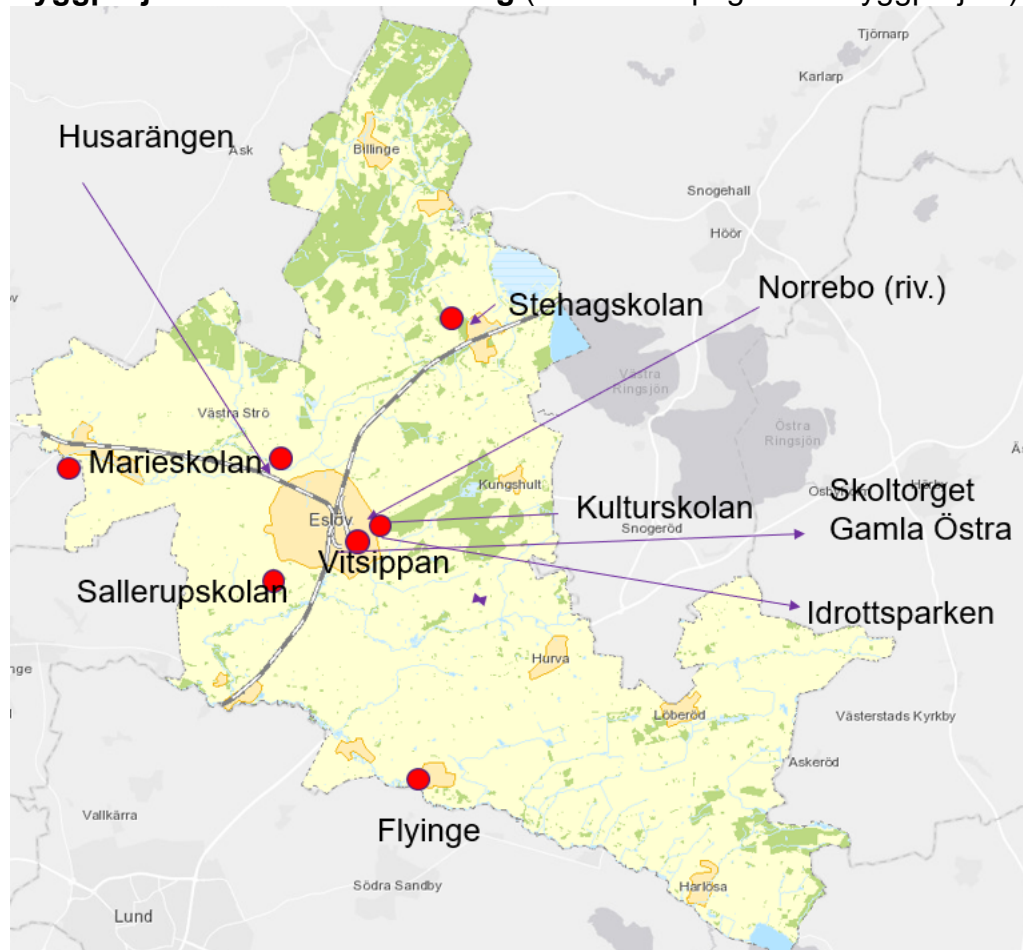 Tjörnarp
Karlarp
Husarängen
Ask
Billinge
Snogehall
Höör
Norrebo (riv.)
Stehagskolan
Västra
Ringsjön
Västra Strö
Östra
Ringsjön
Marieskolan
Kungshult
Skoltorget
Gamla Östra
Kulturskolan
Eslöv
Snogeröd
Vitsippan
Sallerupskolan
Idrottsparken
Hurva
Löberöd
Västerstads Kyrkby
Askeröd
Vallkärra
Flyinge
Södra Sandby
Harlösa
Lund